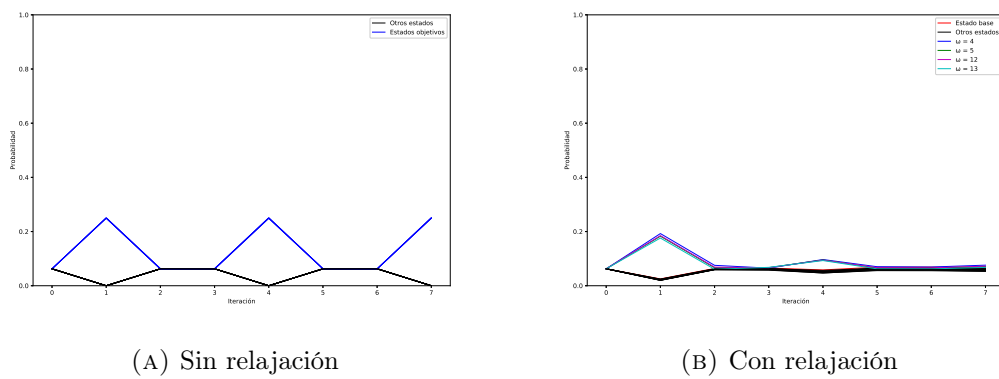 1.0
0.8
0.6
0.4
0.2
0.0
Probabilidad
0 1 2 3 4 5 6 7
Iteración
Otros estados
Estados objetivos
(A) Sin relajación
1.0
0.8
0.6
0.4
0.2
0.0
Probabilidad
0 1 2 3 4 5 6 7
Iteración
Estado base
Otros estados
ω = 4
ω = 5
ω = 12
ω = 13
(B) Con relajación